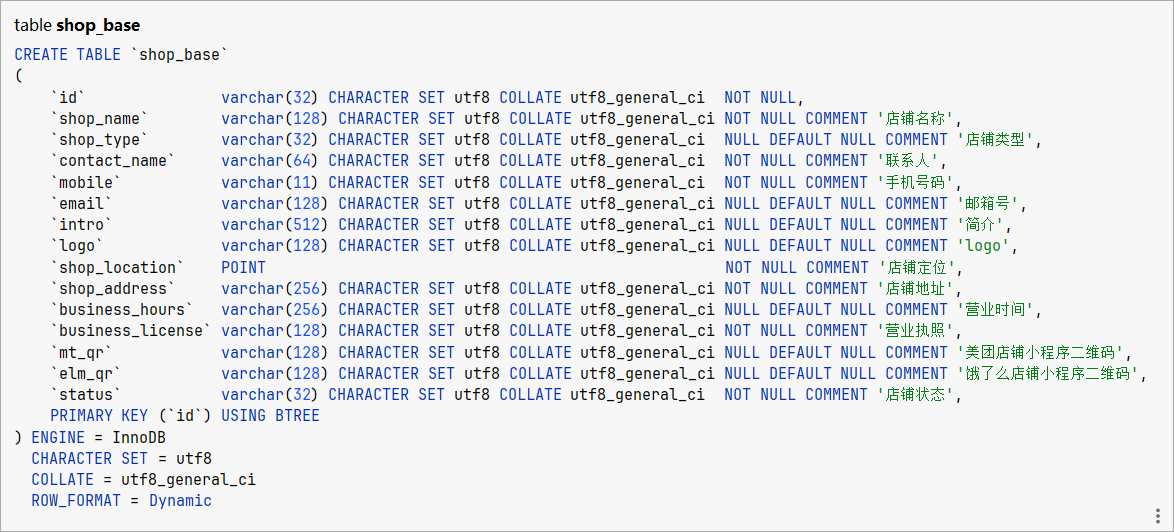 table shop_base
CREATE TABLE `shop_base`
(
    `id`               varchar(32) CHARACTER SET utf8 COLLATE utf8_general_ci  NOT NULL,
    `shop_name`        varchar(128) CHARACTER SET utf8 COLLATE utf8_general_ci NOT NULL COMMENT '店铺名称',
    `shop_type`        varchar(32) CHARACTER SET utf8 COLLATE utf8_general_ci  NULL DEFAULT NULL COMMENT '店铺类型',
    `contact_name`     varchar(64) CHARACTER SET utf8 COLLATE utf8_general_ci  NOT NULL COMMENT '联系人',
    `mobile`           varchar(11) CHARACTER SET utf8 COLLATE utf8_general_ci  NOT NULL COMMENT '手机号码',
    `email`            varchar(128) CHARACTER SET utf8 COLLATE utf8_general_ci NULL DEFAULT NULL COMMENT '邮箱号',
    `intro`            varchar(512) CHARACTER SET utf8 COLLATE utf8_general_ci NULL DEFAULT NULL COMMENT '简介',
    `logo`             varchar(128) CHARACTER SET utf8 COLLATE utf8_general_ci NULL DEFAULT NULL COMMENT 'logo',
    `shop_location`    POINT                                                   NOT NULL COMMENT '店铺定位',
    `shop_address`     varchar(256) CHARACTER SET utf8 COLLATE utf8_general_ci NOT NULL COMMENT '店铺地址',
    `business_hours`   varchar(256) CHARACTER SET utf8 COLLATE utf8_general_ci NULL DEFAULT NULL COMMENT '营业时间',
    `business_license` varchar(128) CHARACTER SET utf8 COLLATE utf8_general_ci NOT NULL COMMENT '营业执照',
    `mt_qr`            varchar(128) CHARACTER SET utf8 COLLATE utf8_general_ci NULL DEFAULT NULL COMMENT '美团店铺小程序二维码',
    `elm_qr`           varchar(128) CHARACTER SET utf8 COLLATE utf8_general_ci NULL DEFAULT NULL COMMENT '饿了么店铺小程序二维码',
    `status`           varchar(32) CHARACTER SET utf8 COLLATE utf8_general_ci  NOT NULL COMMENT '店铺状态',
    PRIMARY KEY (`id`) USING BTREE
) ENGINE = InnoDB
  CHARACTER SET = utf8
  COLLATE = utf8_general_ci
  ROW_FORMAT = Dynamic